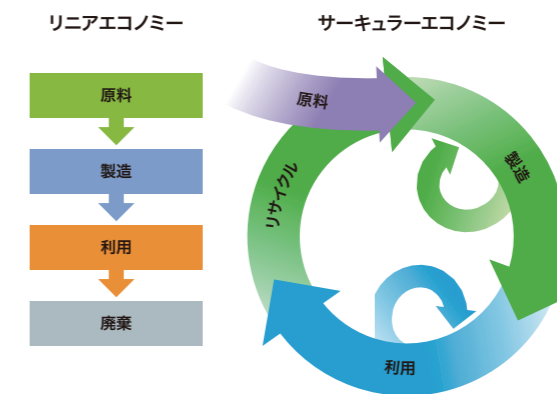 リニアエコノミー
原料
製造
利用
廃棄
サーキュラーエコノミー
原料
製造
利用
リサイクル